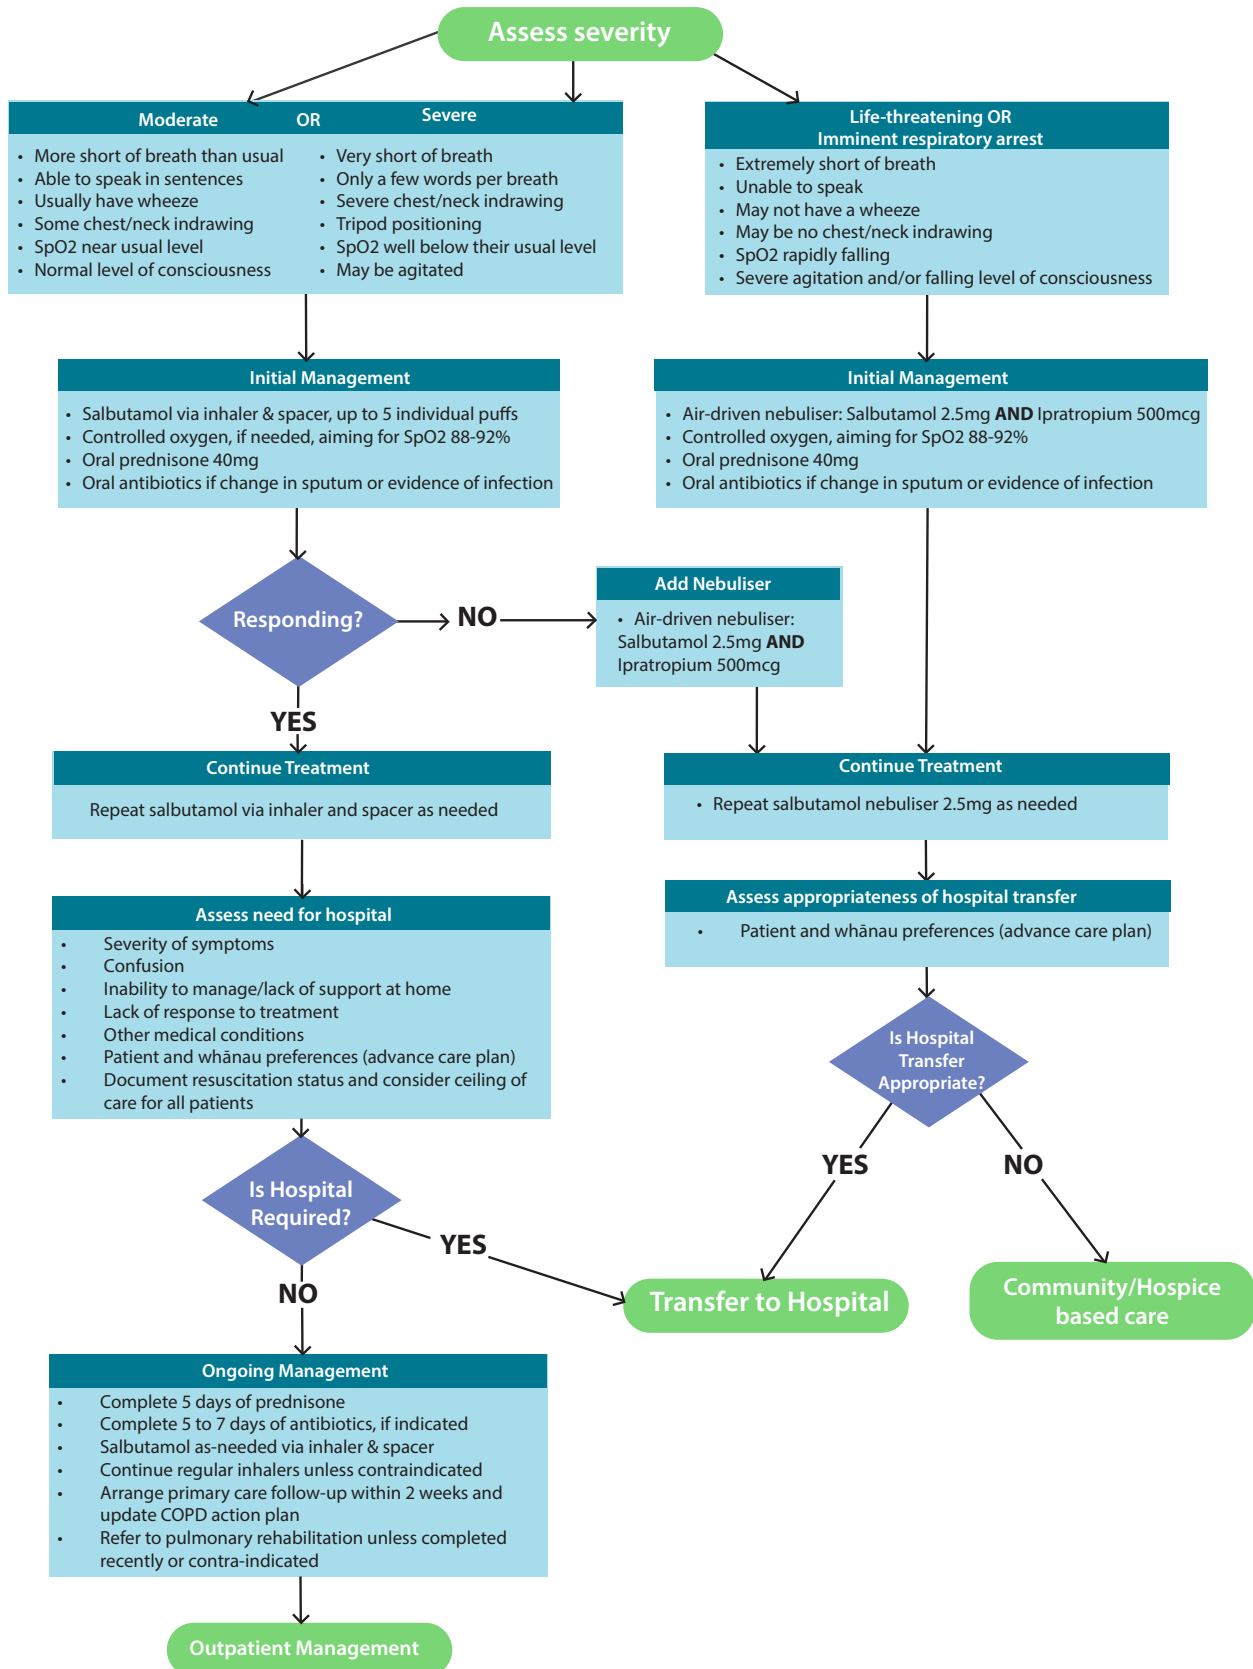 Assess severity
Moderate OR Severe
• More short of breath than usual
• Able to speak in sentences
• Usually have wheeze
• Some chest/neck indrawing
• SpO2 near usual level
• Normal level of consciousness
• Very short of breath
• Only a few words per breath
• Severe chest/neck indrawing
• Tripod positioning
• SpO2 well below their usual level
• May be agitated
Life-threatening OR
Imminent respiratory arrest
• Extremely short of breath
• Unable to speak
• May not have a wheeze
• May be no chest/neck indrawing
• SpO2 rapidly falling
• Severe agitation and/or falling level of consciousness
Initial Management
• Salbutamol via inhaler & spacer, up to 5 individual puffs
• Controlled oxygen, if needed, aiming for SpO2 88-92%
• Oral prednisone 40mg
• Oral antibiotics if change in sputum or evidence of infection
Initial Management
• Air-driven nebuliser: Salbutamol 2.5mg AND Ipratropium 500mcg
• Controlled oxygen, aiming for SpO2 88-92%
• Oral prednisone 40mg
• Oral antibiotics if change in sputum or evidence of infection
Responding?
NO
Add Nebuliser
• Air-driven nebuliser:
Salbutamol 2.5mg AND
Ipratropium 500mcg
YES
Continue Treatment
Repeat salbutamol via inhaler and spacer as needed
Continue Treatment
• Repeat salbutamol nebuliser 2.5mg as needed
Assess need for hospital
• Severity of symptoms
• Confusion
• Inability to manage/lack of support at home
• Lack of response to treatment
• Other medical conditions
• Patient and whānau preferences (advance care plan)
• Document resuscitation status and consider ceiling of
care for all patients
Assess appropriateness of hospital transfer
• Patient and whānau preferences (advance care plan)
Is Hospital
Transfer
Appropriate?
YES
NO
Is Hospital
Required?
YES
NO
Transfer to Hospital
Community/Hospice
based care
Ongoing Management
• Complete 5 days of prednisone
• Complete 5 to 7 days of antibiotics, if indicated
• Salbutamol as-needed via inhaler & spacer
• Continue regular inhalers unless contraindicated
• Arrange primary care follow-up within 2 weeks and
update COPD action plan
• Refer to pulmonary rehabilitation unless completed
recently or contra-indicated
Outpatient Management